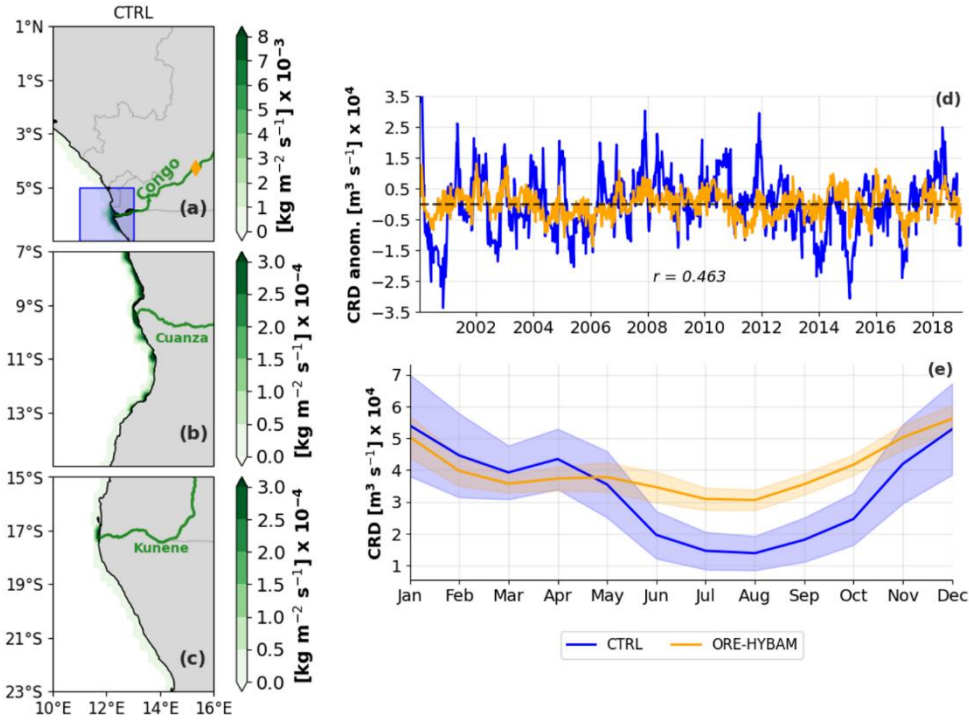 CTRL
1°N
1°S
3°S
5°S
7°S
Congo
(a)
8
7
6
5
4
3
2
1
0
[kg m⁻² s⁻¹] x 10⁻³
7°S
9°S
11°S
13°S
Cuanza
(b)
3.0
2.5
2.0
1.5
1.0
0.5
0.0
[kg m⁻² s⁻¹] x 10⁻⁴
15°S
17°S
19°S
21°S
23°S
Kunene
(c)
10°E 12°E 14°E 16°E
3.0
2.5
2.0
1.5
1.0
0.5
0.0
[kg m⁻² s⁻¹] x 10⁻⁴
(d)
CRD anom. [m³ s⁻¹] x 10⁴
3.5
2.5
1.5
0.5
−0.5
−1.5
−2.5
−3.5
r = 0.463
2002 2004 2006 2008 2010 2012 2014 2016 2018
(e)
CRD [m³ s⁻¹] x 10⁴
7
6
5
4
3
2
1
Jan Feb Mar Apr May Jun Jul Aug Sep Oct Nov Dec
CTRL ORE-HYBAM